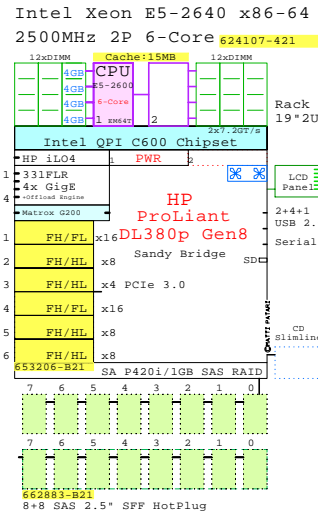 Intel Xeon E5-2640 x86-64
2500MHz 2P 6-Core 624107-421
12xDIMM Cache:15MB 12xDIMM
4GB CPU
4GB E5-2600
4GB 6-Core
4GB 1 EM64T 2
Rack
19"2U
2x7.2GT/s
Intel QPI C600 Chipset
HP iLO4 1 PWR 2
1 331FLR
4x GigE
4 +Offload Engine
Matrox G200
LCD
Panel
HP
ProLiant
DL380p Gen8
Sandy Bridge
2+4+1
USB 2.
Serial
SD
1 FH/FL x16
2 FH/HL x8
3 FH/HL x4 PCIe 3.0
4 FH/FL x16
5 FH/HL x8
6 FH/HL x8
MATTI PATARI
CD
Slimline
653206-B21
SA P420i/1GB SAS RAID
7 6 5 4 3 2 1 0
7 6 5 4 3 2 1 0
662883-B21
8+8 SAS 2.5" SFF HotPlug